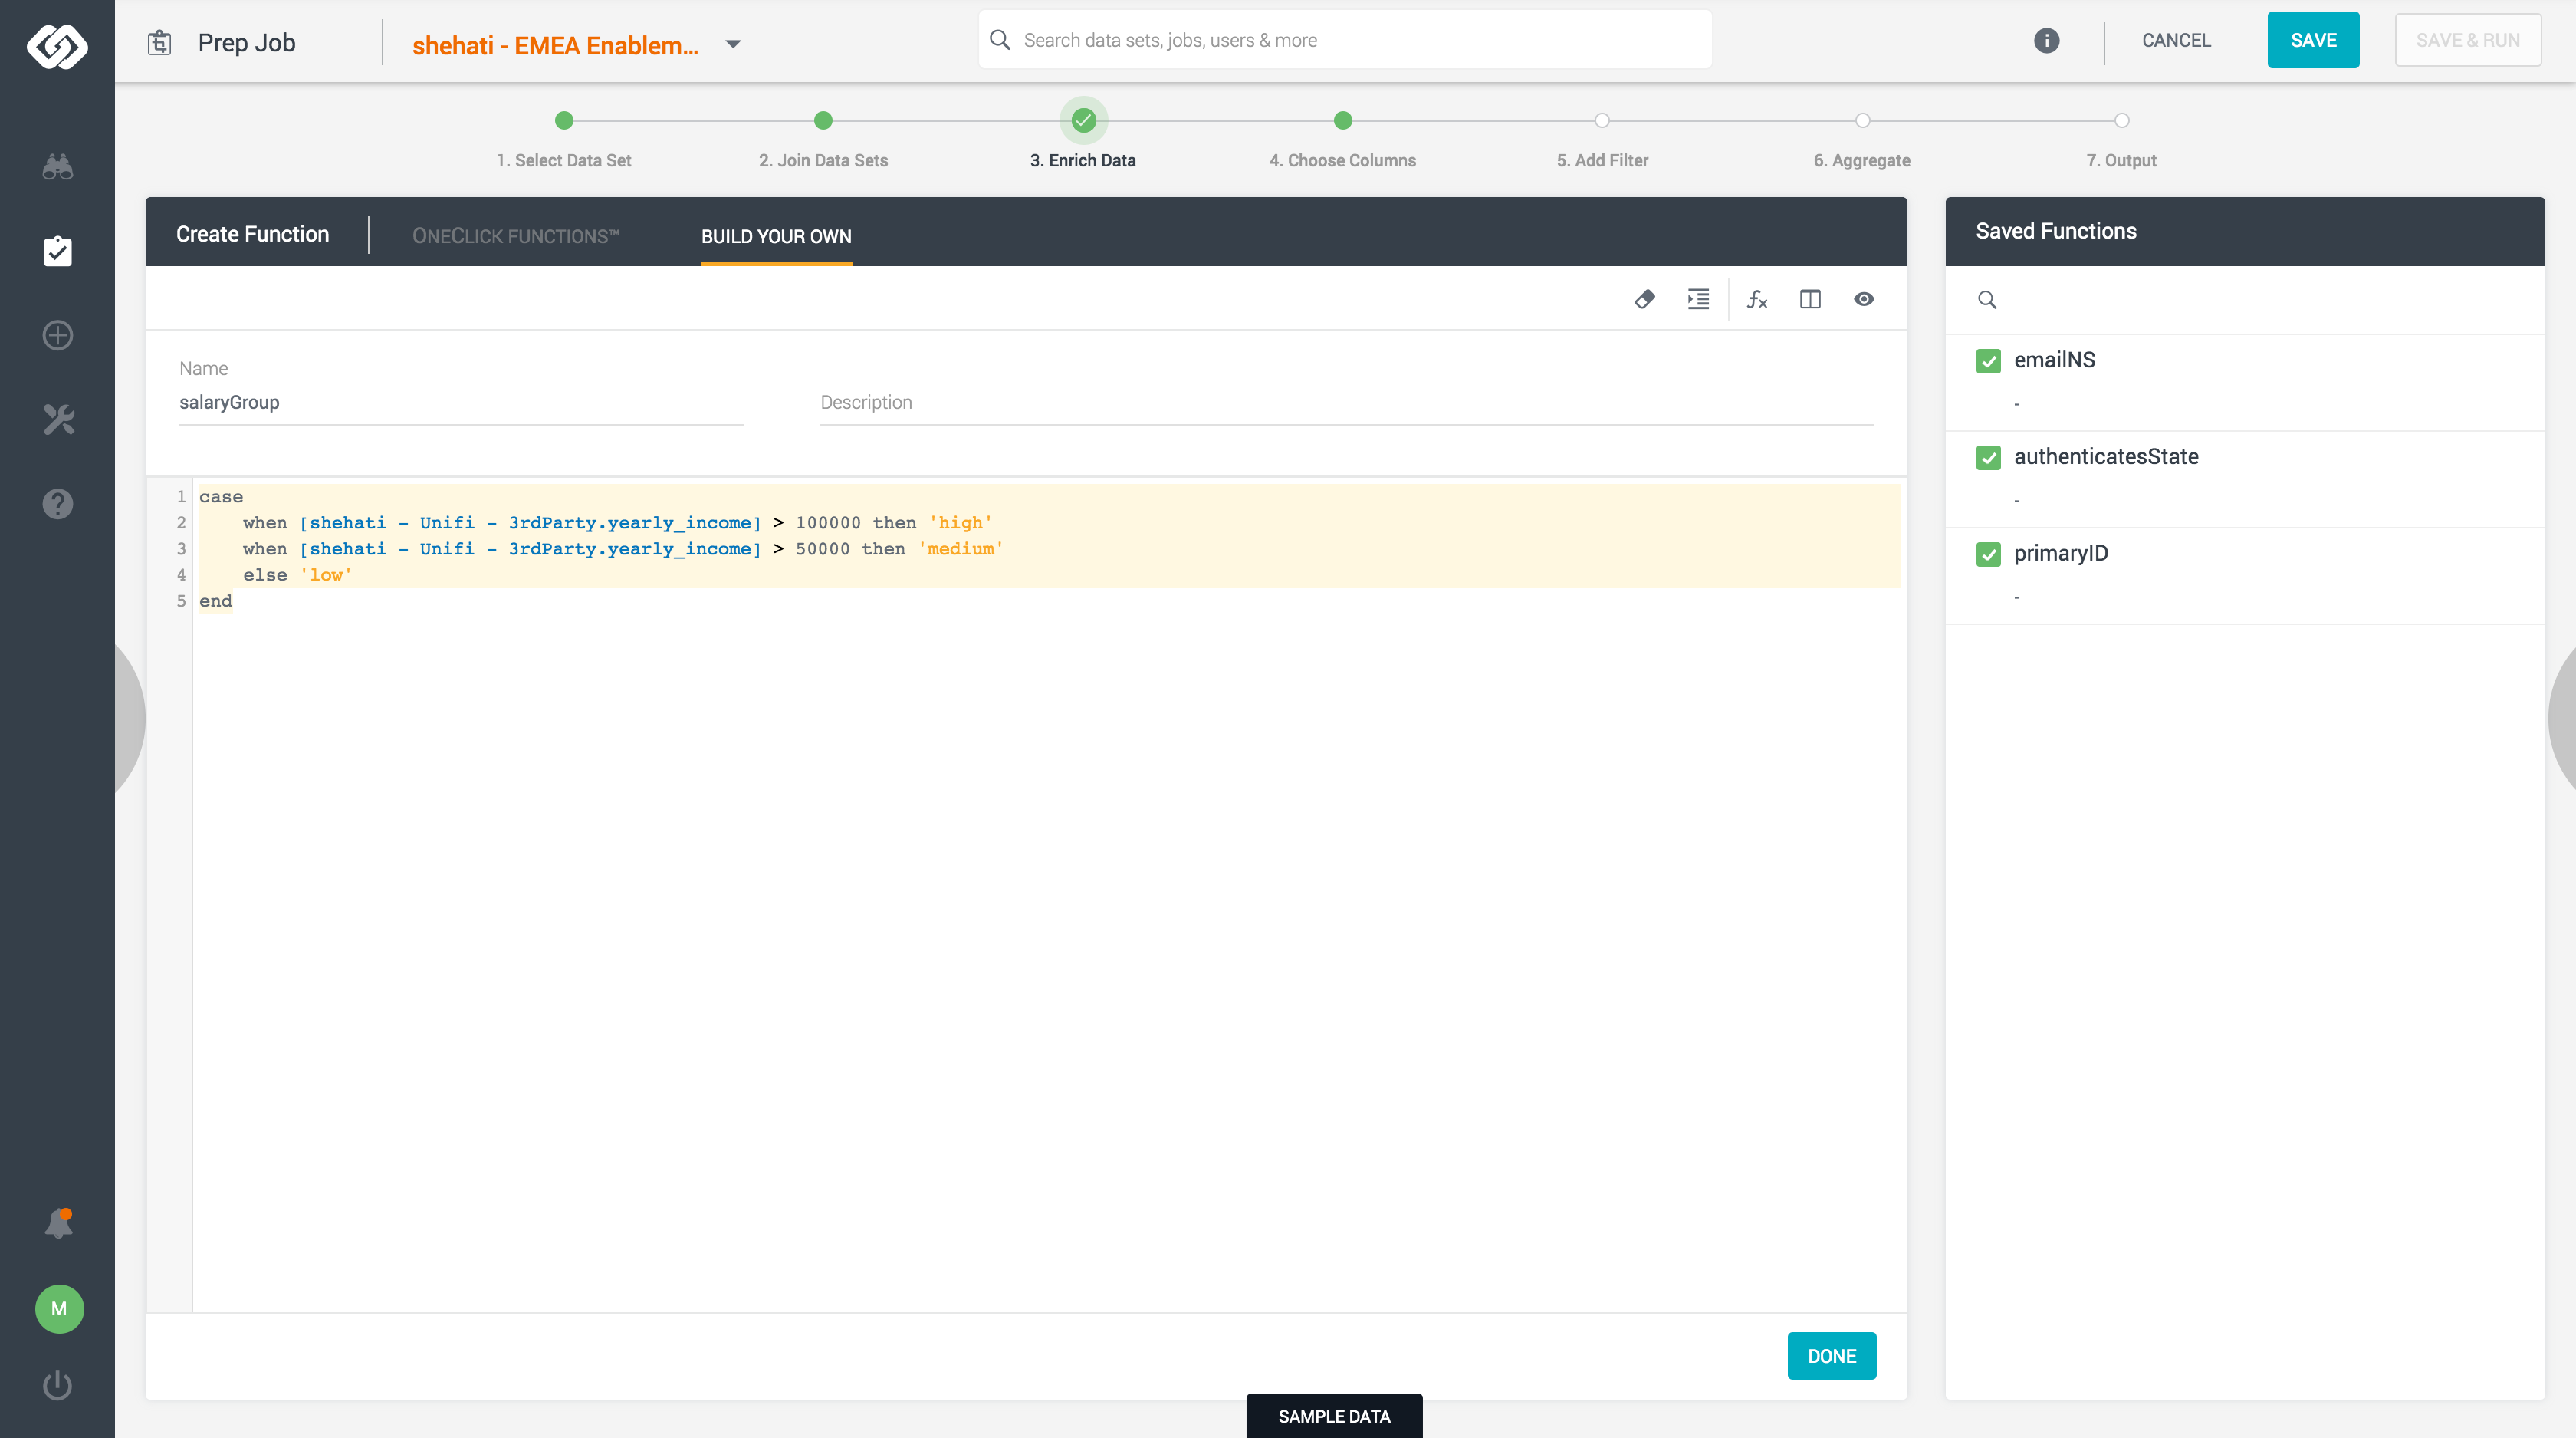 Prep Job
shehati - EMEA Enablem...
Search data sets, jobs, users & more
CANCEL
SAVE
SAVE & RUN
1. Select Data Set
2. Join Data Sets
3. Enrich Data
4. Choose Columns
5. Add Filter
6. Aggregate
7. Output
Create Function
ONECLICK FUNCTIONS™
BUILD YOUR OWN
Saved Functions
Name
salaryGroup
Description
1 case
2 when [shehati - Unifi - 3rdParty.yearly_income] > 100000 then 'high'
3 when [shehati - Unifi - 3rdParty.yearly_income] > 50000 then 'medium'
4 else 'low'
5 end
emailNS
-
authenticatesState
-
primaryID
-
M
DONE
SAMPLE DATA